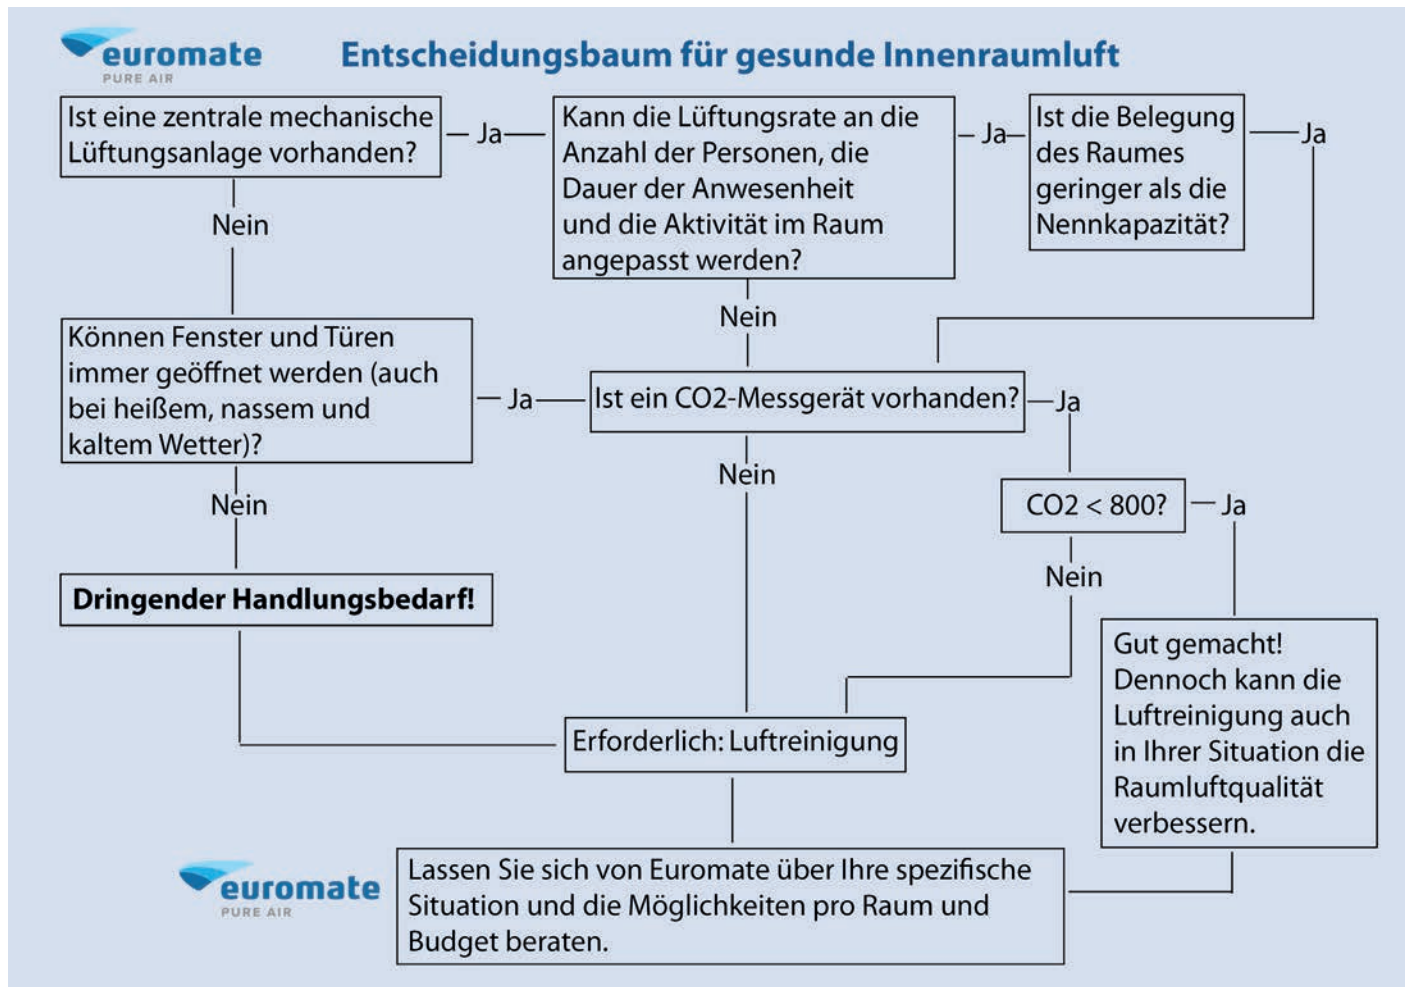 euromate
PURE AIR
Entscheidungsbaum für gesunde Innenraumluft
Ist eine zentrale mechanische
Lüftungsanlage vorhanden?
Ja
Kann die Lüftungsrate an die
Anzahl der Personen, die
Dauer der Anwesenheit
und die Aktivität im Raum
angepasst werden?
Ja
Ist die Belegung
des Raumes
geringer als die
Nennkapazität?
Ja
Nein
Nein
Können Fenster und Türen
immer geöffnet werden (auch
bei heißem, nassem und
kaltem Wetter)?
Ja
Ist ein CO2-Messgerät vorhanden?
Ja
Nein
Nein
CO2 < 800?
Ja
Nein
Dringender Handlungsbedarf!
Gut gemacht!
Dennoch kann die
Luftreinigung auch
in Ihrer Situation die
Raumluftqualität
verbessern.
Erforderlich: Luftreinigung
euromate
PURE AIR
Lassen Sie sich von Euromate über Ihre spezifische
Situation und die Möglichkeiten pro Raum und
Budget beraten.